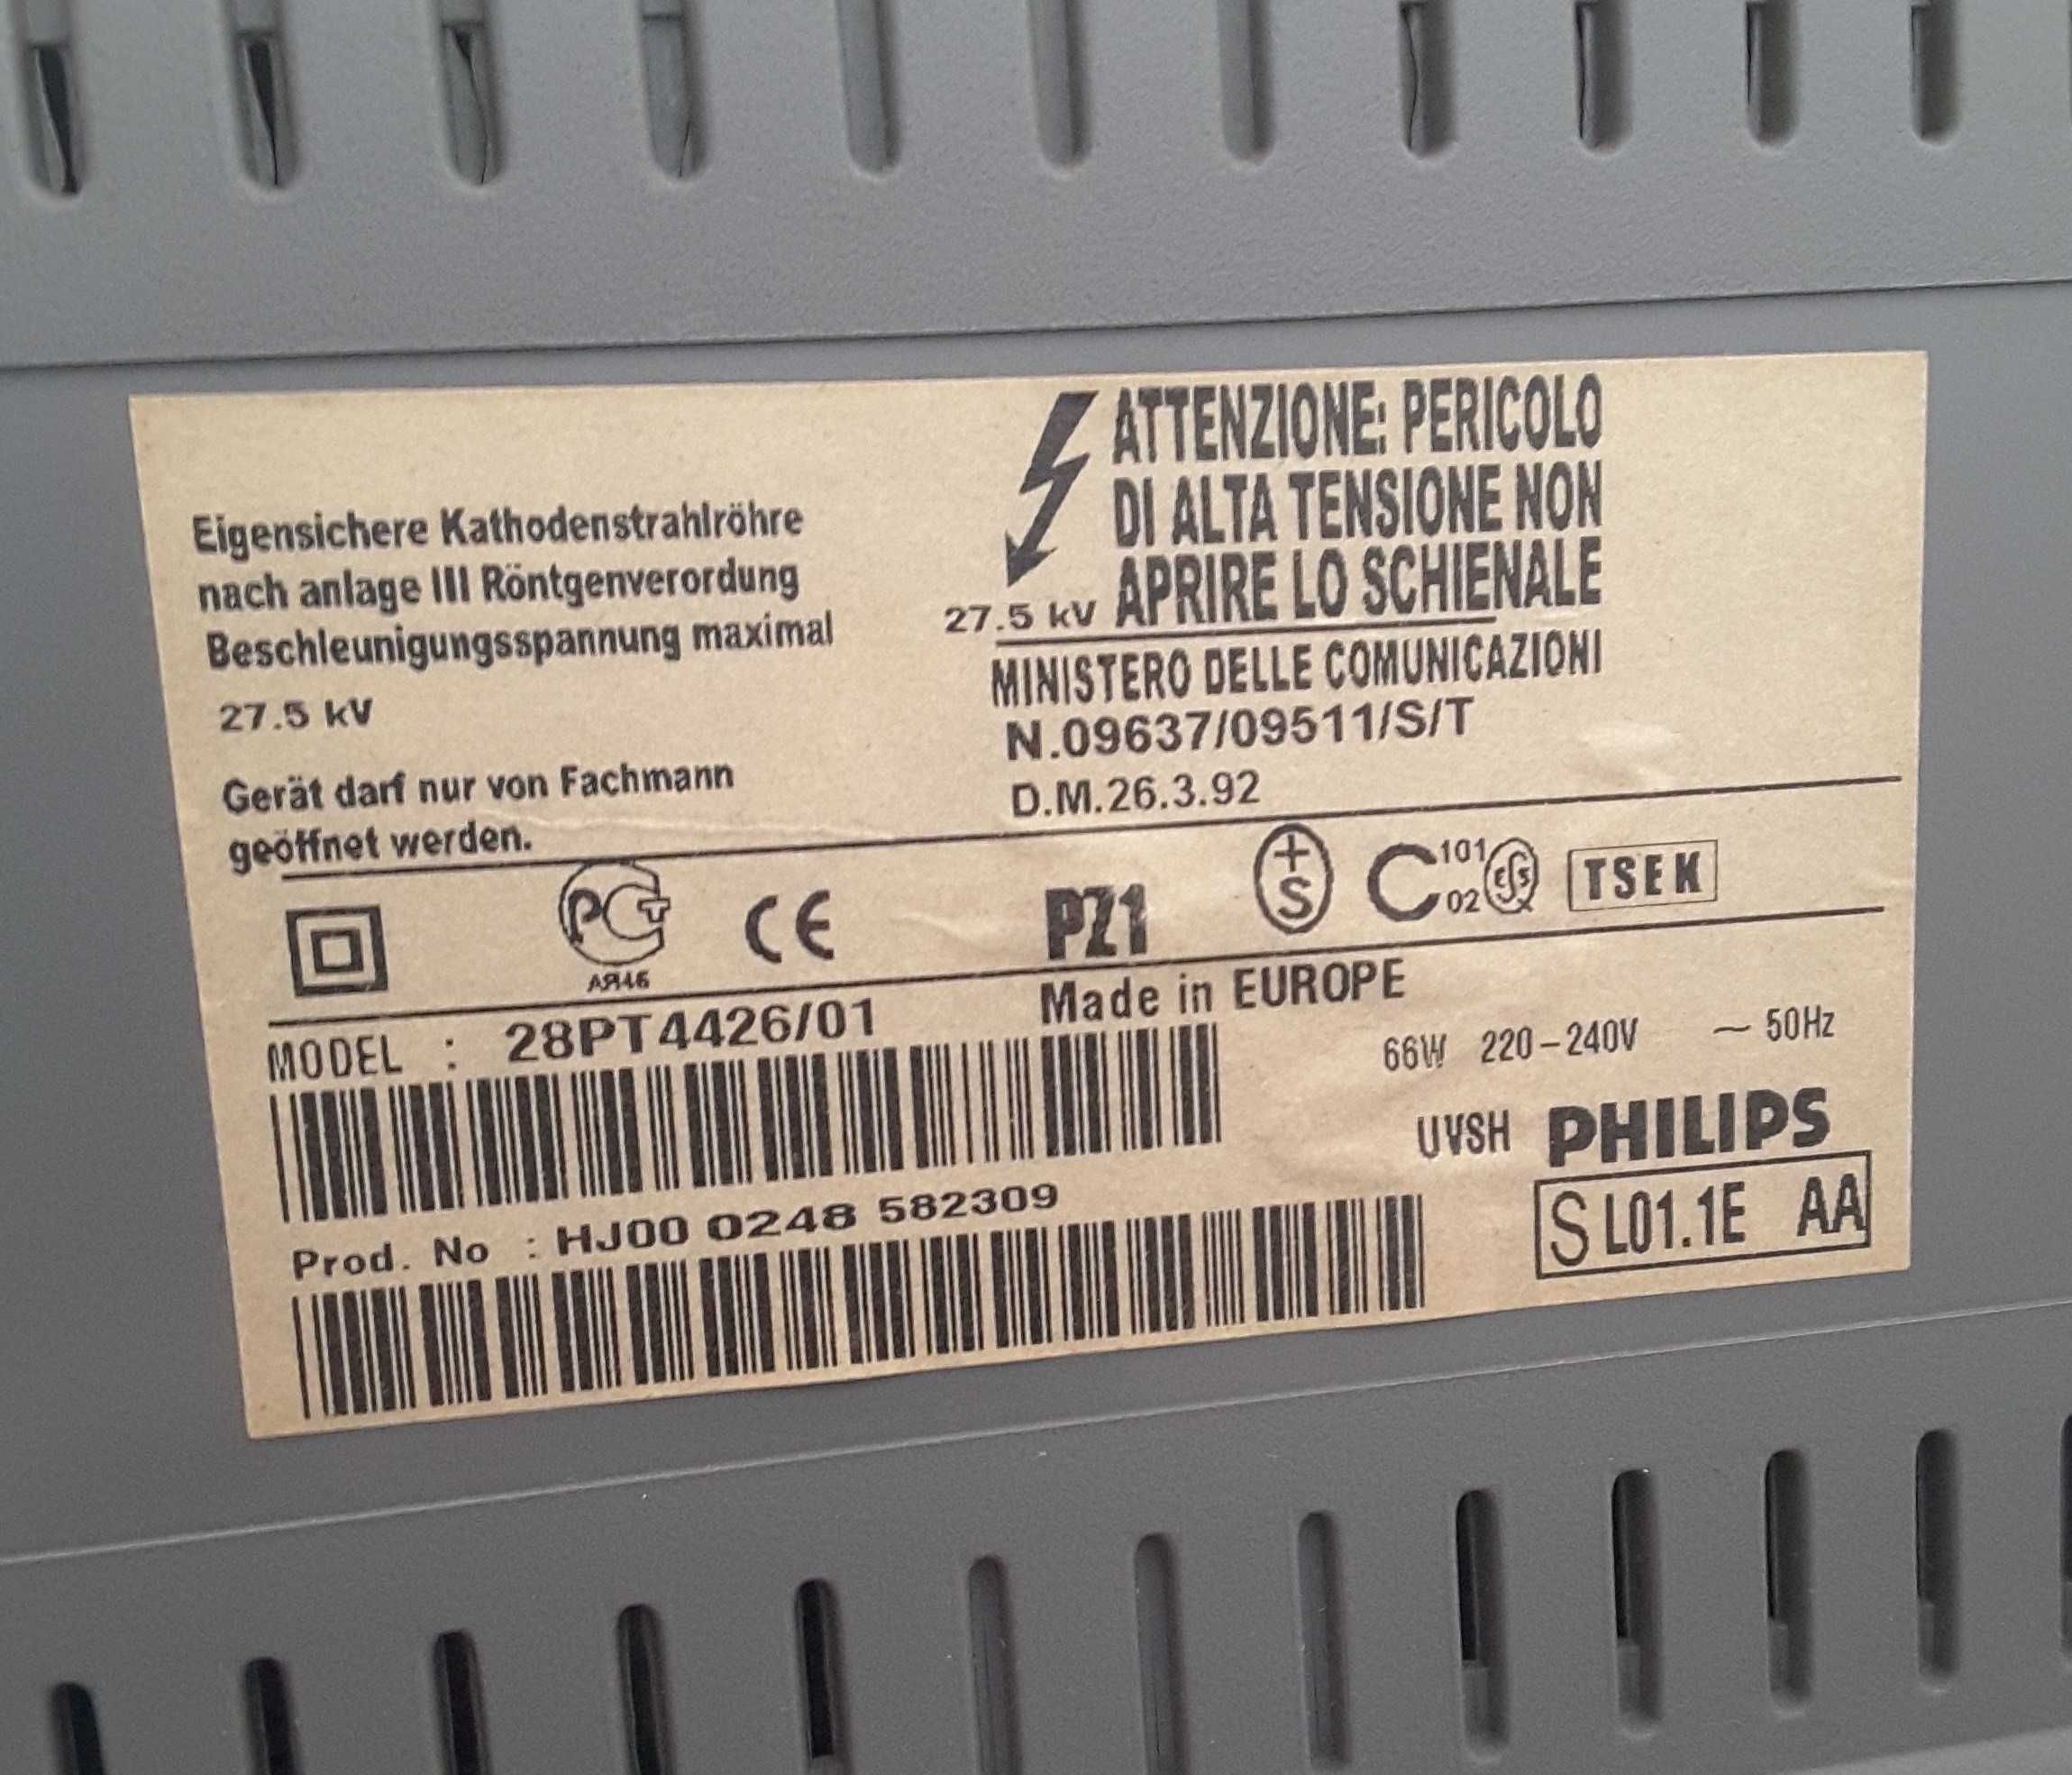 Eigensichere Kathodenstrahlröhre
nach anlage III Röntgenverordung
Beschleunigungsspannung maximal
27.5 kV
Gerät darf nur von Fachmann
geöffnet werden.
ATTENZIONE: PERICOLO
DI ALTA TENSIONE NON
27.5 kV APRIRE LO SCHIENALE
MINISTERO DELLE COMUNICAZIONI
N.09637/09511/S/T
D.M.26.3.92
PCT
АЯ46
CE
PZ1
+S
C 101 02
TSEK
MODEL : 28PT4426/01
Made in EUROPE
66W 220-240V ~ 50Hz
UVSH PHILIPS
Prod. No : HJ00 0248 582309
S L01.1E AA